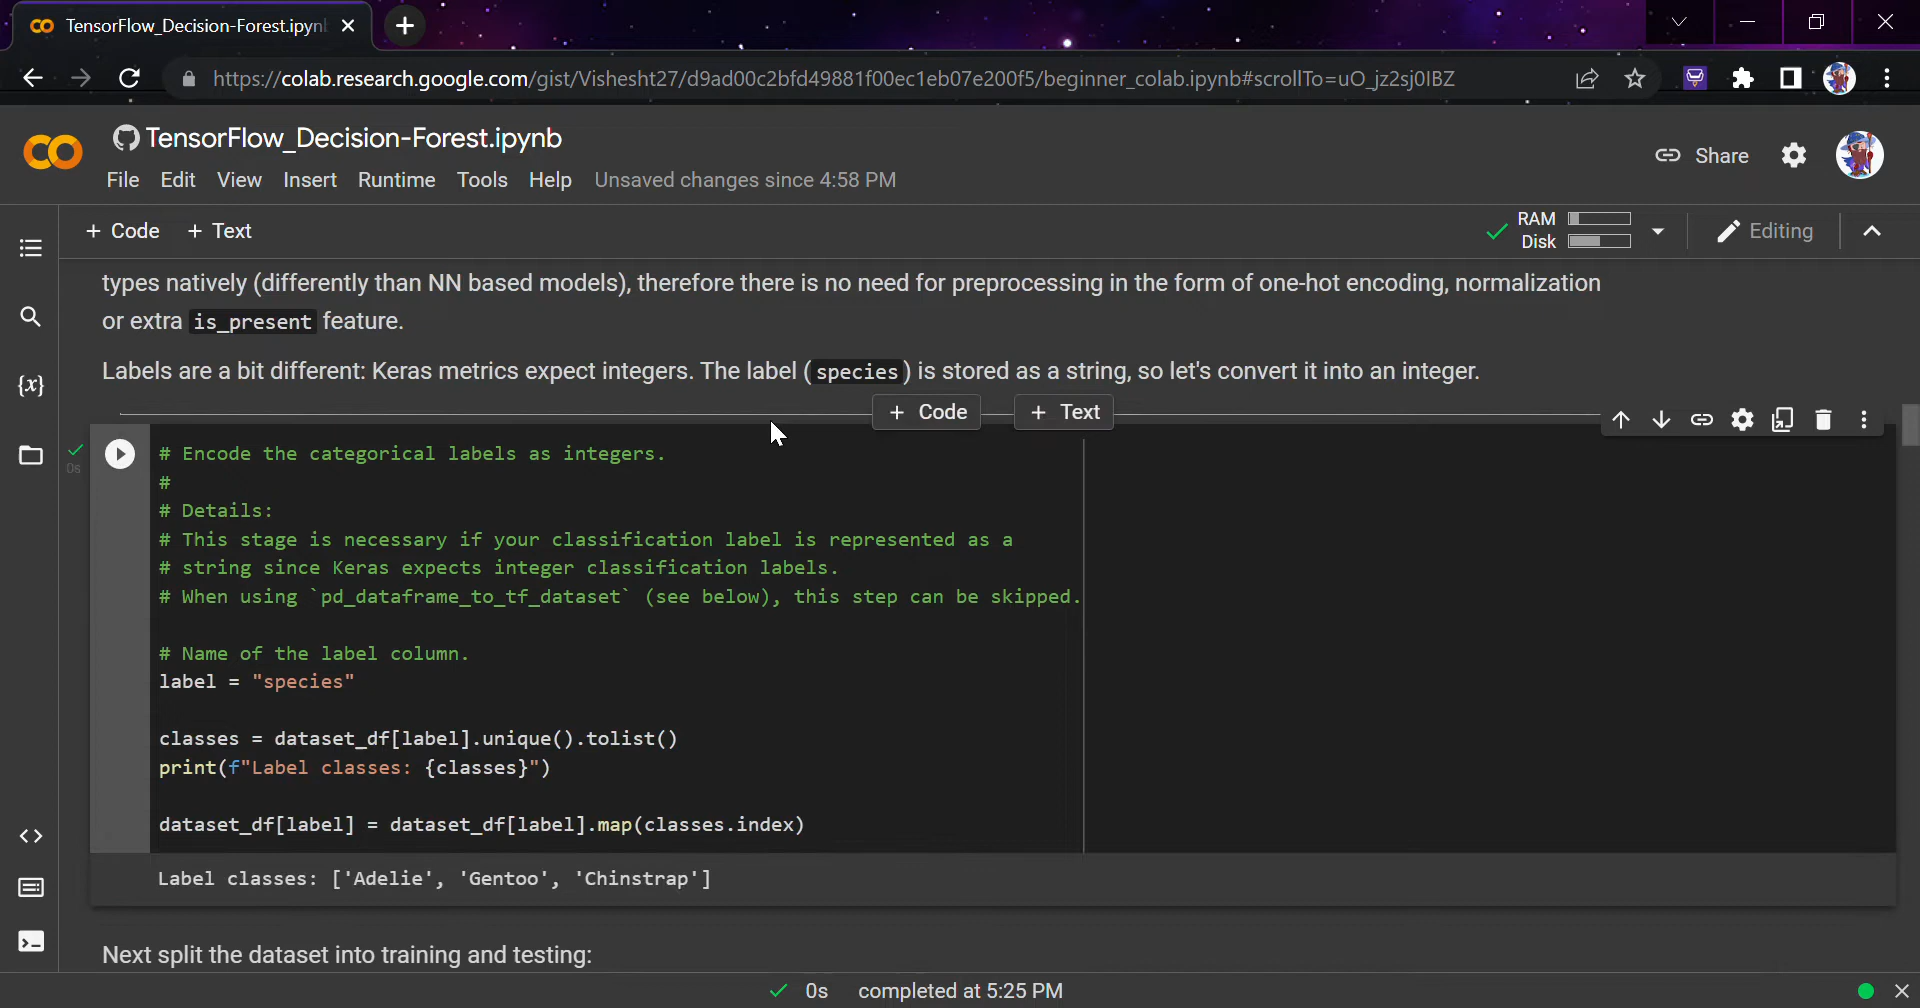 TensorFlow_Decision-Forest.ipyn
https://colab.research.google.com/gist/Vishesht27/d9ad00c2bfd49881f00ec1eb07e200f5/beginner_colab.ipynb#scrollTo=uO_jz2sj0IBZ
TensorFlow_Decision-Forest.ipynb
Share
File Edit View Insert Runtime Tools Help Unsaved changes since 4:58 PM
+ Code + Text
RAM
Disk
Editing
types natively (differently than NN based models), therefore there is no need for preprocessing in the form of one-hot encoding, normalization
or extra is_present feature.
Labels are a bit different: Keras metrics expect integers. The label (species) is stored as a string, so let's convert it into an integer.
+ Code + Text
{x}
0s
# Encode the categorical labels as integers.
#
# Details:
# This stage is necessary if your classification label is represented as a
# string since Keras expects integer classification labels.
# When using `pd_dataframe_to_tf_dataset` (see below), this step can be skipped.
# Name of the label column.
label = "species"
classes = dataset_df[label].unique().tolist()
print(f"Label classes: {classes}")
dataset_df[label] = dataset_df[label].map(classes.index)
Label classes: ['Adelie', 'Gentoo', 'Chinstrap']
Next split the dataset into training and testing:
0s completed at 5:25 PM